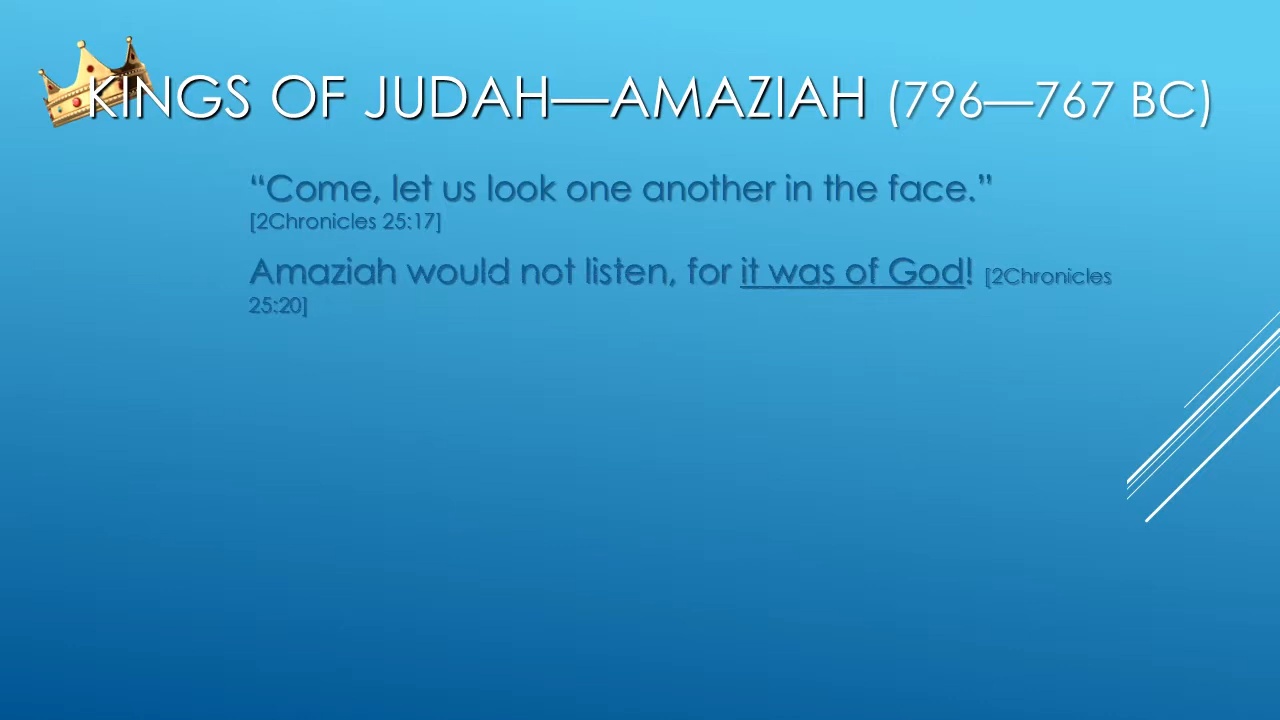 KINGS OF JUDAH—AMAZIAH (796—767 BC)
“Come, let us look one another in the face.”
[2Chronicles 25:17]
Amaziah would not listen, for it was of God! [2Chronicles
25:20]